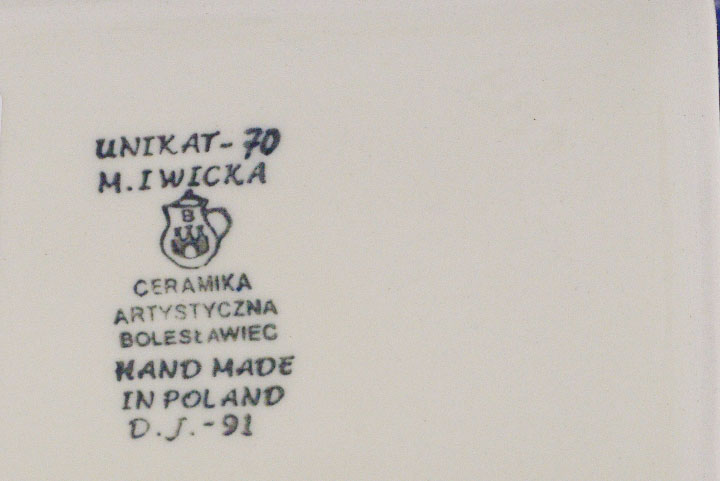 UNIKAT-70
M. IWICKA
B
CERAMIKA
ARTYSTYCZNA
BOLESŁAWIEC
HAND MADE
IN POLAND
D.J.-91